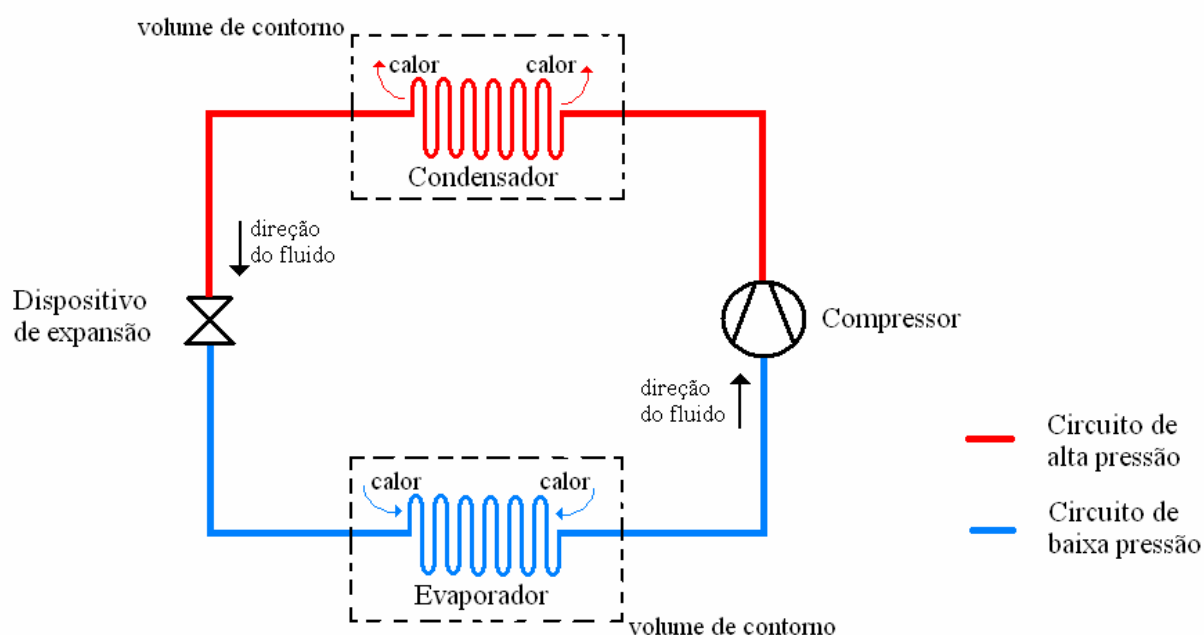 volume de contorno
calor
calor
Condensador
direção
do fluido
Dispositivo
de expansão
Compressor
direção
do fluido
Circuito de
alta pressão
calor
calor
Circuito de
baixa pressão
Evaporador
volume de contorno